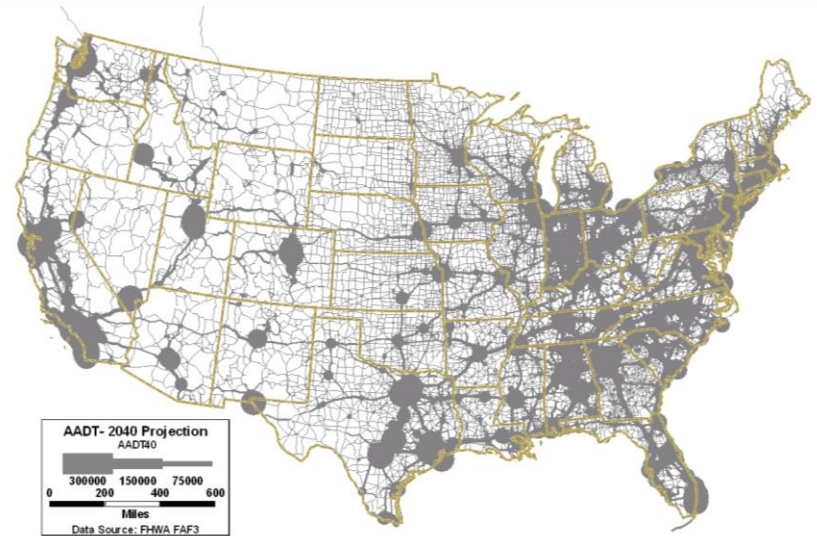 AADT- 2040 Projection
AADT40
300000 150000 75000
0 200 400 600
Miles
Data Source: FHWA FAF3